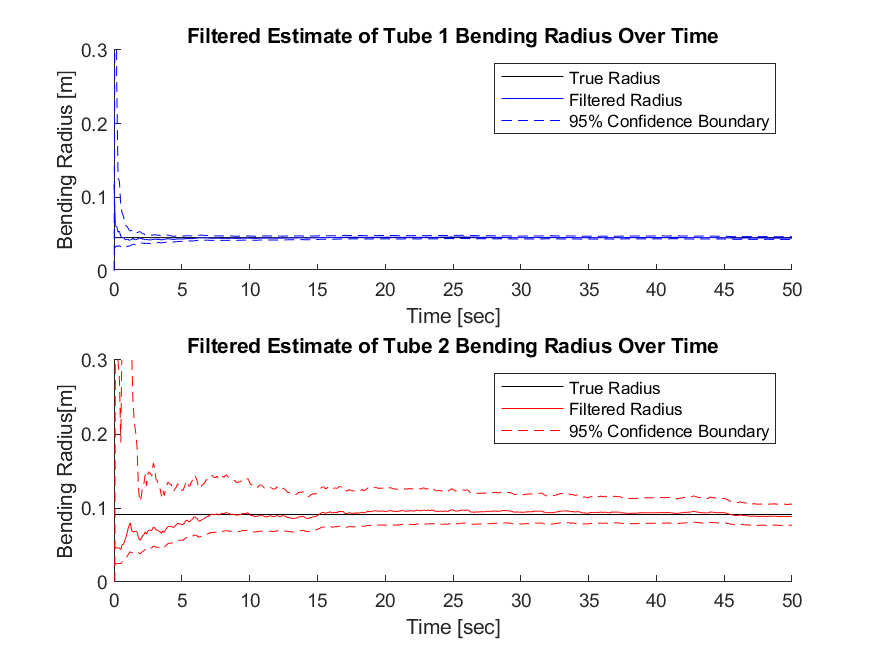 Filtered Estimate of Tube 1 Bending Radius Over Time
Bending Radius [m]
0.3
0.2
0.1
0
True Radius
Filtered Radius
95% Confidence Boundary
0 5 10 15 20 25 30 35 40 45 50
Time [sec]
Filtered Estimate of Tube 2 Bending Radius Over Time
Bending Radius[m]
0.3
0.2
0.1
0
True Radius
Filtered Radius
95% Confidence Boundary
0 5 10 15 20 25 30 35 40 45 50
Time [sec]